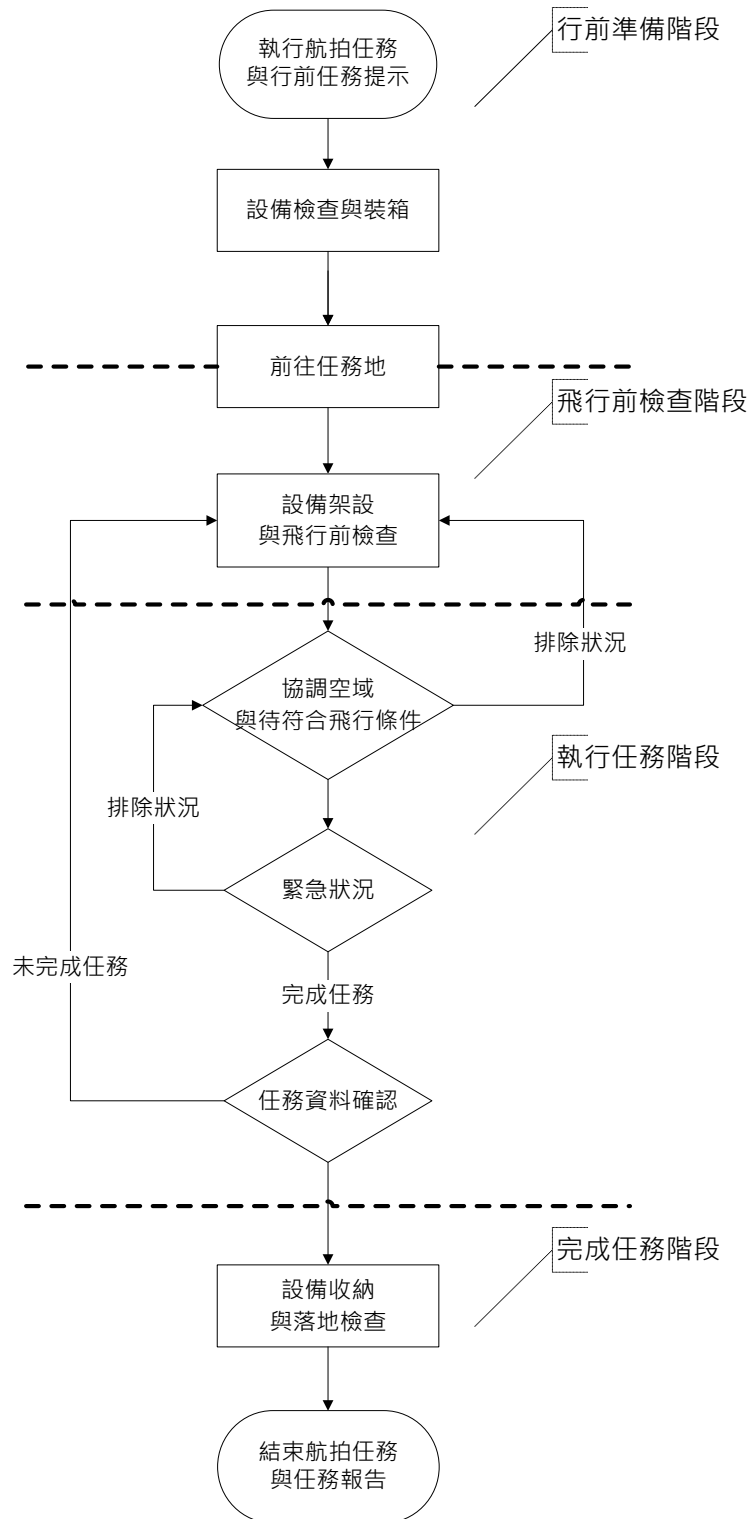 執行航拍任務
與行前任務提示
行前準備階段
設備檢查與裝箱
前往任務地
飛行前檢查階段
設備架設
與飛行前檢查
排除狀況
協調空域
與待符合飛行條件
執行任務階段
排除狀況
緊急狀況
未完成任務
完成任務
任務資料確認
完成任務階段
設備收納
與落地檢查
結束航拍任務
與任務報告